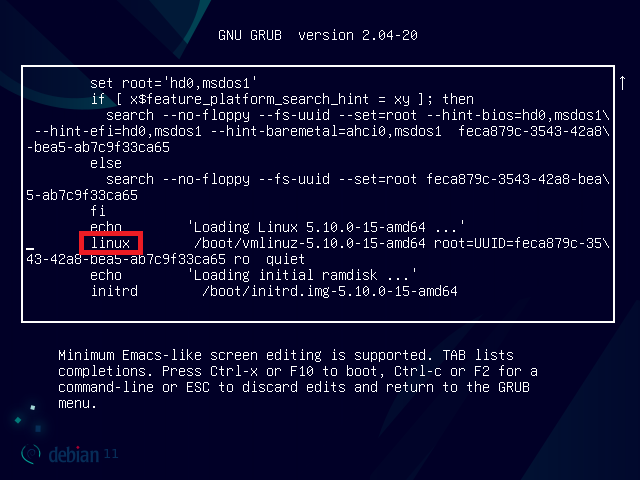 GNU GRUB  version 2.04-20
set root='hd0,msdos1'
if [ x$feature_platform_search_hint = xy ]; then
search --no-floppy --fs-uuid --set=root --hint-bios=hd0,msdos1\
--hint-efi=hd0,msdos1 --hint-baremetal=ahci0,msdos1  feca879c-3543-42a8\
-bea5-ab7c9f33ca65
else
search --no-floppy --fs-uuid --set=root feca879c-3543-42a8-bea\
5-ab7c9f33ca65
fi
echo 'Loading Linux 5.10.0-15-amd64 ...'
linux /boot/vmlinuz-5.10.0-15-amd64 root=UUID=feca879c-35\
43-42a8-bea5-ab7c9f33ca65 ro  quiet
echo 'Loading initial ramdisk ...'
initrd /boot/initrd.img-5.10.0-15-amd64
Minimum Emacs-like screen editing is supported. TAB lists
completions. Press Ctrl-x or F10 to boot, Ctrl-c or F2 for a
command-line or ESC to discard edits and return to the GRUB
menu.
debian 11